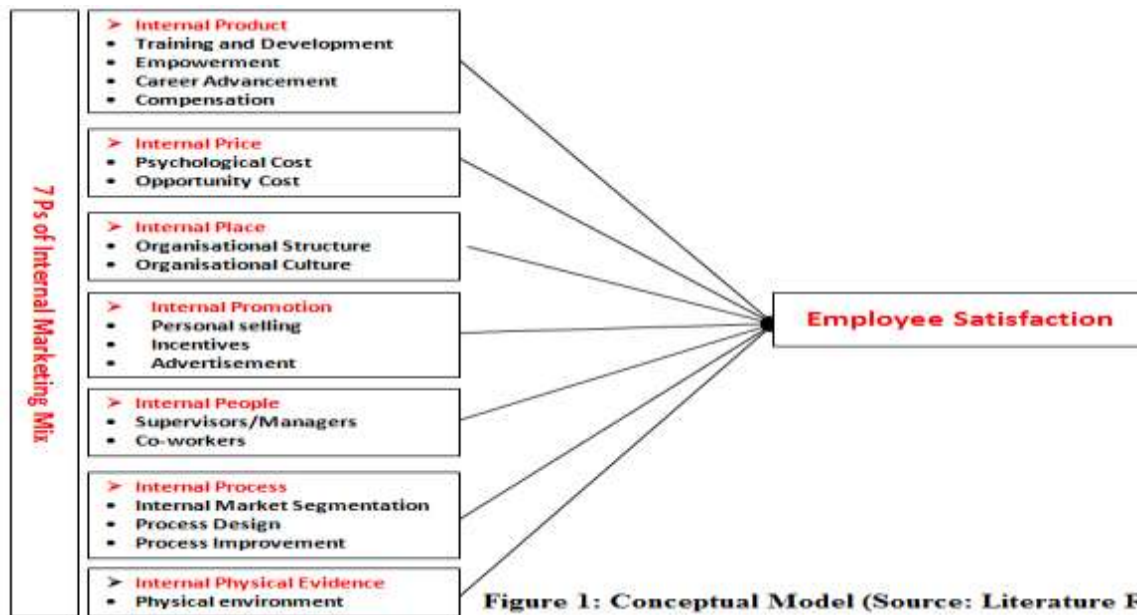 7 Ps of Internal Marketing Mix
➢ Internal Product
• Training and Development
• Empowerment
• Career Advancement
• Compensation
➢ Internal Price
• Psychological Cost
• Opportunity Cost
➢ Internal Place
• Organisational Structure
• Organisational Culture
➢ Internal Promotion
• Personal selling
• Incentives
• Advertisement
➢ Internal People
• Supervisors/Managers
• Co-workers
➢ Internal Process
• Internal Market Segmentation
• Process Design
• Process Improvement
➢ Internal Physical Evidence
• Physical environment
Employee Satisfaction
Figure 1: Conceptual Model (Source: Literature